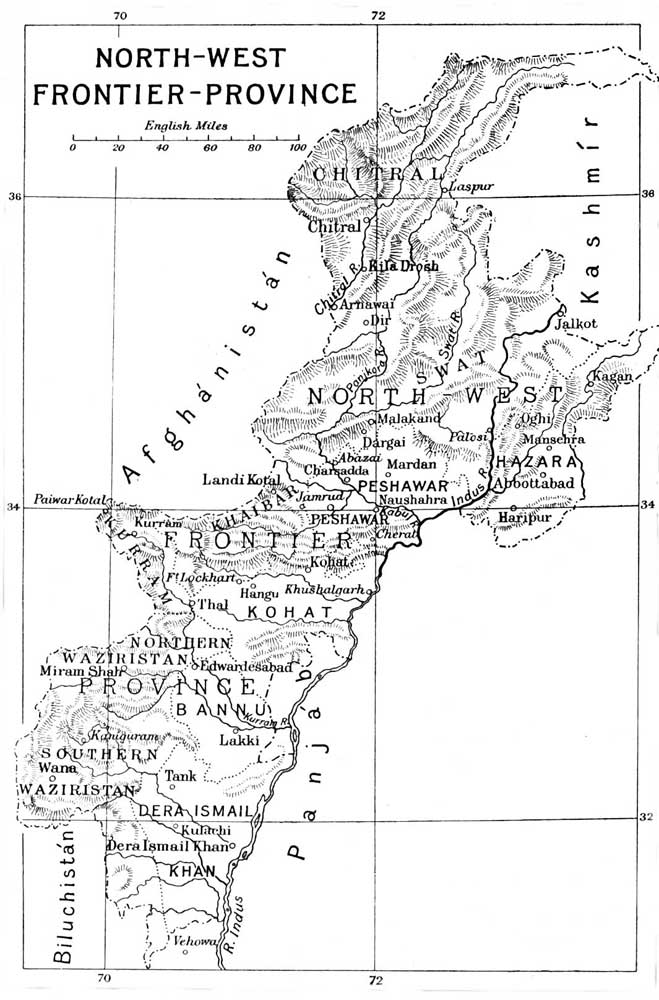 70
72
NORTH-WEST
FRONTIER-PROVINCE
English Miles
0
20
40
60
80
100
CHITRAL
Laspur
36
36
Kashmír
Chitral
Kila Drosh
Chitral R.
Arnawai
Dir
Afghánistán
Jalkot
Swat R.
Panikora R.
SWAT
Kagan
NORTH-WEST
Malakand
Oghi
Palosi
Dargai
Mansehra
Abazai
Charsadda
Mardan
HAZARA
Landi Kotal
PESHAWAR
Indus R.
Abbottabad
Paiwar Kotal
Jamrud
Naushahra
34
34
KHAIBAR
Kabul R.
Haripur
Kurram
PESHAWAR
FRONTIER
Cherat
KURRAM
Kohat
Ft. Lockhart
Hangu
Khushalgarh
Thal
KOHAT
NORTHERN
WAZIRISTAN
Edwardesabad
Miram Shah
PROVINCE
BANNU
Kurram R.
Panjáb
Kaniguram
Lakki
SOUTHERN
Wana
Tank
WAZIRISTAN
DERA ISMAIL
32
Kulachi
Dera Ismail Khan
KHAN
Biluchistán
R. Indus
Vehowa
70
72